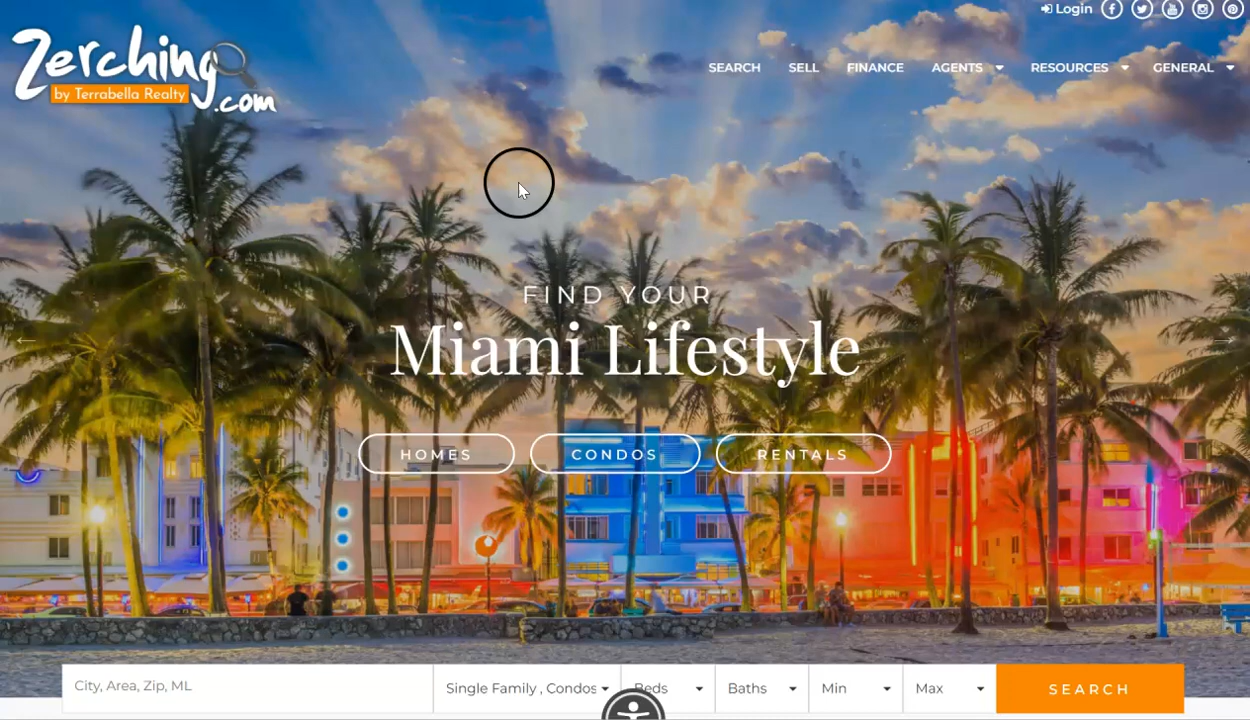 Login
Zerching.com
by Terrabella Realty
SEARCH SELL FINANCE AGENTS RESOURCES GENERAL
FIND YOUR
Miami Lifestyle
HOMES CONDOS RENTALS
City, Area, Zip, ML
Single Family , Condos
Beds
Baths
Min
Max
SEARCH